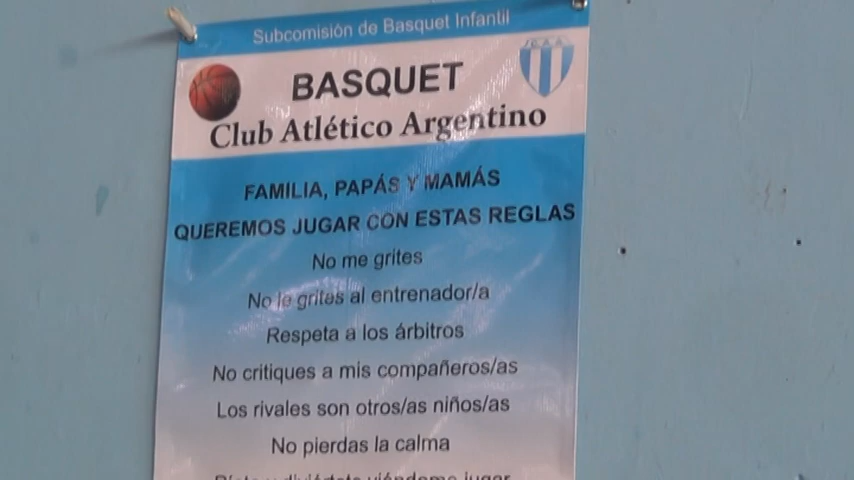 Subcomisión de Basquet Infantil
BASQUET
Club Atlético Argentino
FAMILIA, PAPÁS Y MAMÁS
QUEREMOS JUGAR CON ESTAS REGLAS
No me grites
No le grites al entrenador/a
Respeta a los árbitros
No critiques a mis compañeros/as
Los rivales son otros/as niños/as
No pierdas la calma